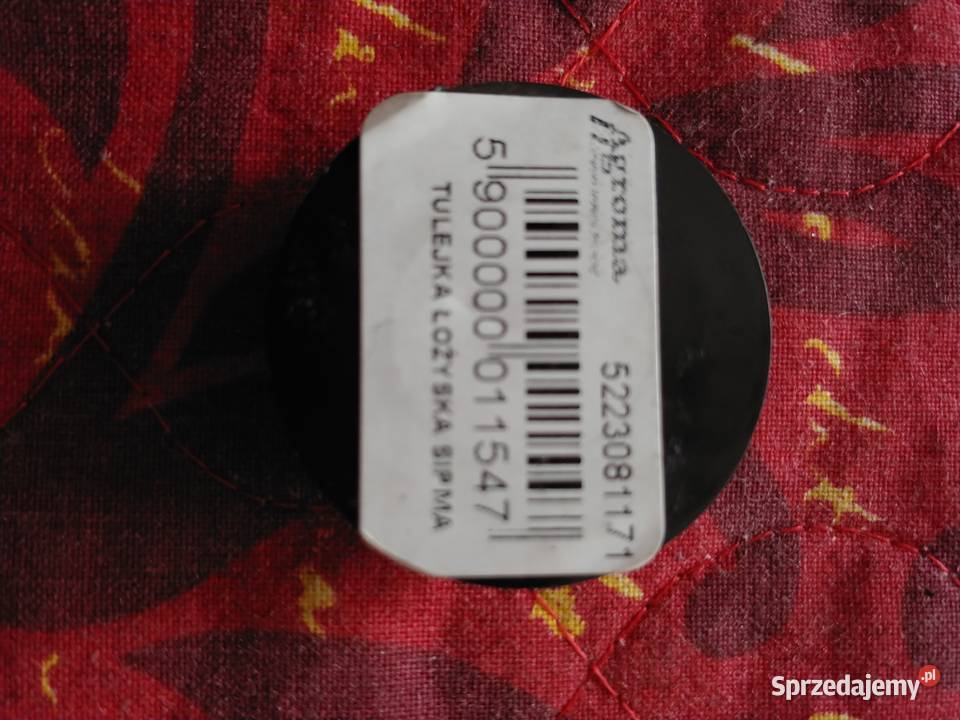 Agroma
5223081171
5 900000 011547
TULEJKA ŁOŻYSKA SIPMA
Sprzedajemy.pl